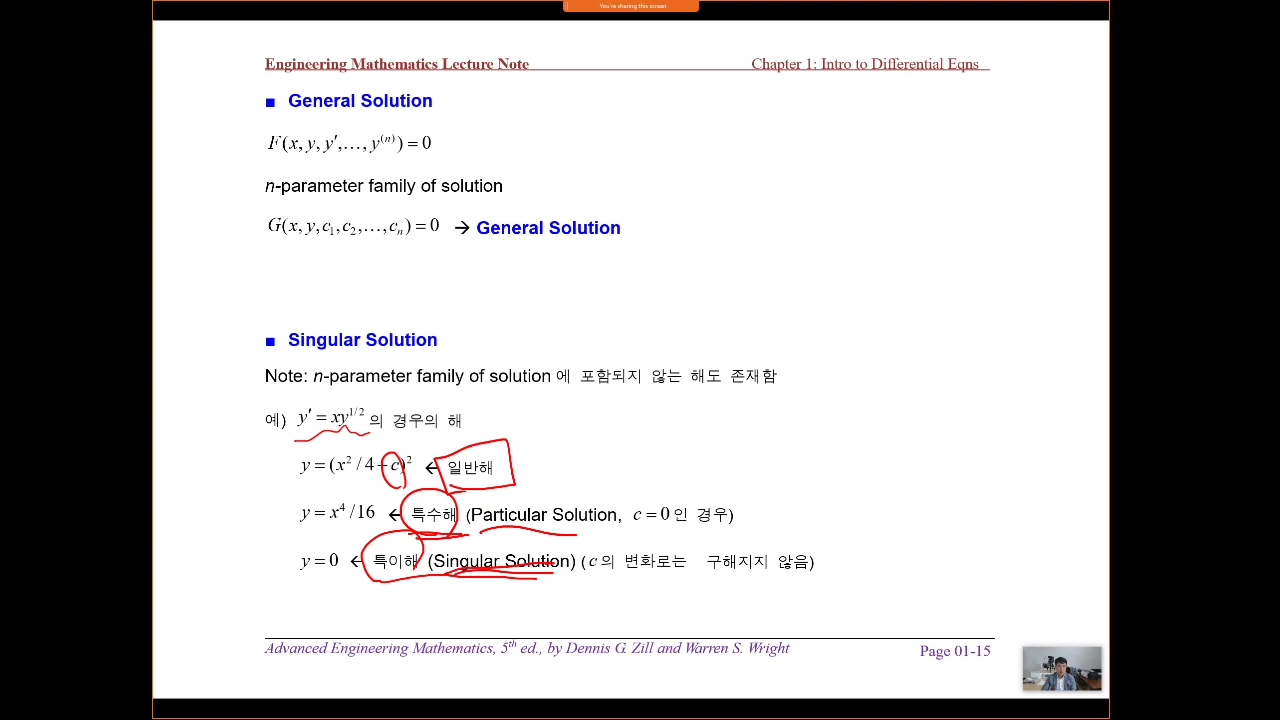 You're sharing this screen
Engineering Mathematics Lecture Note Chapter 1: Intro to Differential Eqns
■ General Solution
F(x, y, y′,…, y⁽ⁿ⁾) = 0
n-parameter family of solution
G(x, y, c₁, c₂,…, cₙ) = 0 → General Solution
■ Singular Solution
Note: n-parameter family of solution 에 포함되지 않는 해도 존재함
예) y′ = xy^{1/2} 의 경우의 해
y = (x² / 4 + c)² ← 일반해
y = x⁴ / 16 ← 특수해 (Particular Solution, c = 0 인 경우)
y = 0 ← 특이해 (Singular Solution) ( c 의 변화로는 구해지지 않음)
Advanced Engineering Mathematics, 5th ed., by Dennis G. Zill and Warren S. Wright Page 01-15